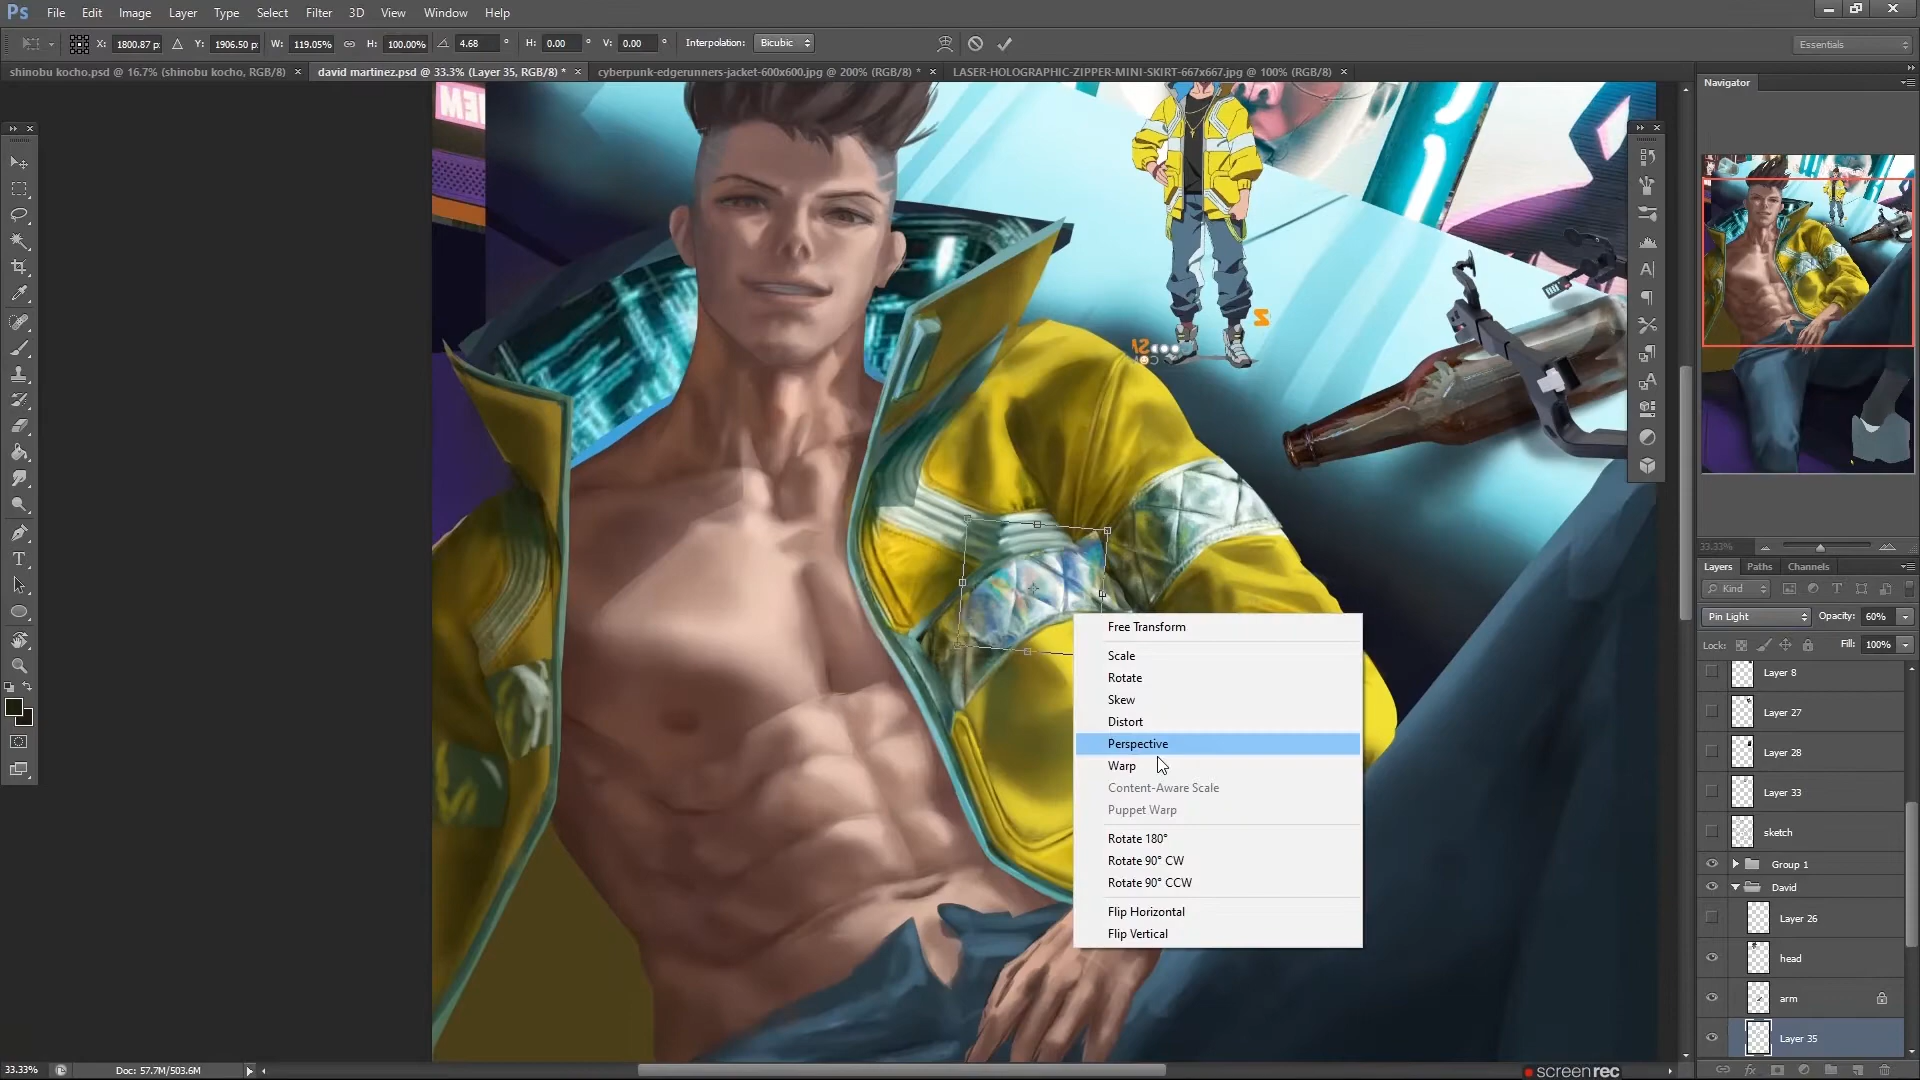 Ps File Edit Image Layer Type Select Filter 3D View Window Help
X: 1800.87 p: Y: 1906.50 p: W: 119.05% H: 100.00% 4.68 ° H: 0.00 ° V: 0.00 ° Interpolation: Bicubic Essentials
shinobu kocho.psd @ 16.7% (shinobu kocho, RGB/8) × david martinez.psd @ 33.3% (Layer 35, RGB/8) * × cyberpunk-edgerunners-jacket-600x600.jpg @ 200% (RGB/8) * × LASER-HOLOGRAPHIC-ZIPPER-MINI-SKIRT-667x667.jpg @ 100% (RGB/8) ×
Navigator
33.33%
Layers Paths Channels
Kind
Pin Light Opacity: 60%
Lock: Fill: 100%
Layer 8
Layer 27
Layer 28
Layer 33
sketch
Group 1
David
Layer 26
head
arm
Layer 35
Free Transform
Scale
Rotate
Skew
Distort
Perspective
Warp
Content-Aware Scale
Puppet Warp
Rotate 180°
Rotate 90° CW
Rotate 90° CCW
Flip Horizontal
Flip Vertical
33.33% Doc: 57.7M/503.6M
screenrec